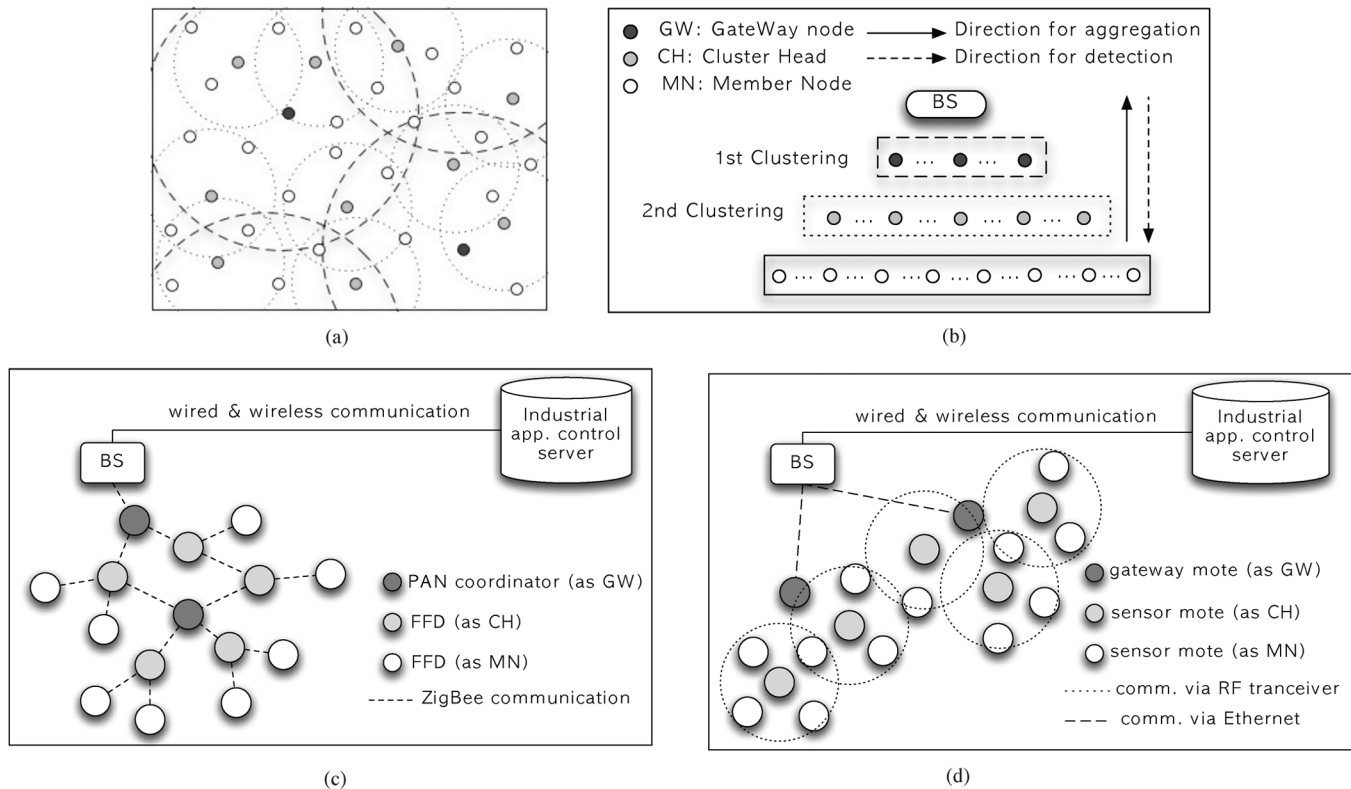 GW: GateWay node
Direction for aggregation
CH: Cluster Head
Direction for detection
MN: Member Node
BS
1st Clustering
... ...
2nd Clustering
... ... ... ...
... ... ... ... ... ... ...
(a)
(b)
wired & wireless communication
Industrial
app. control
server
BS
PAN coordinator (as GW)
FFD (as CH)
FFD (as MN)
ZigBee communication
(c)
wired & wireless communication
Industrial
app. control
server
BS
gateway mote (as GW)
sensor mote (as CH)
sensor mote (as MN)
comm. via RF tranceiver
comm. via Ethernet
(d)